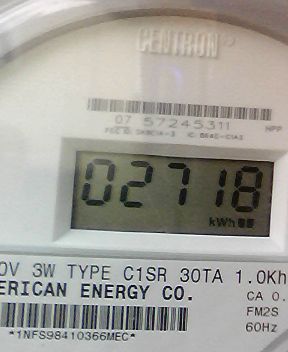 CENTRON®
07 57245311
HPP
02718
kWh
0V 3W TYPE C1SR 30TA 1.0Kh
ERICAN ENERGY CO.
CA 0.
FM2S
60Hz
*1NFS98410366MEC*